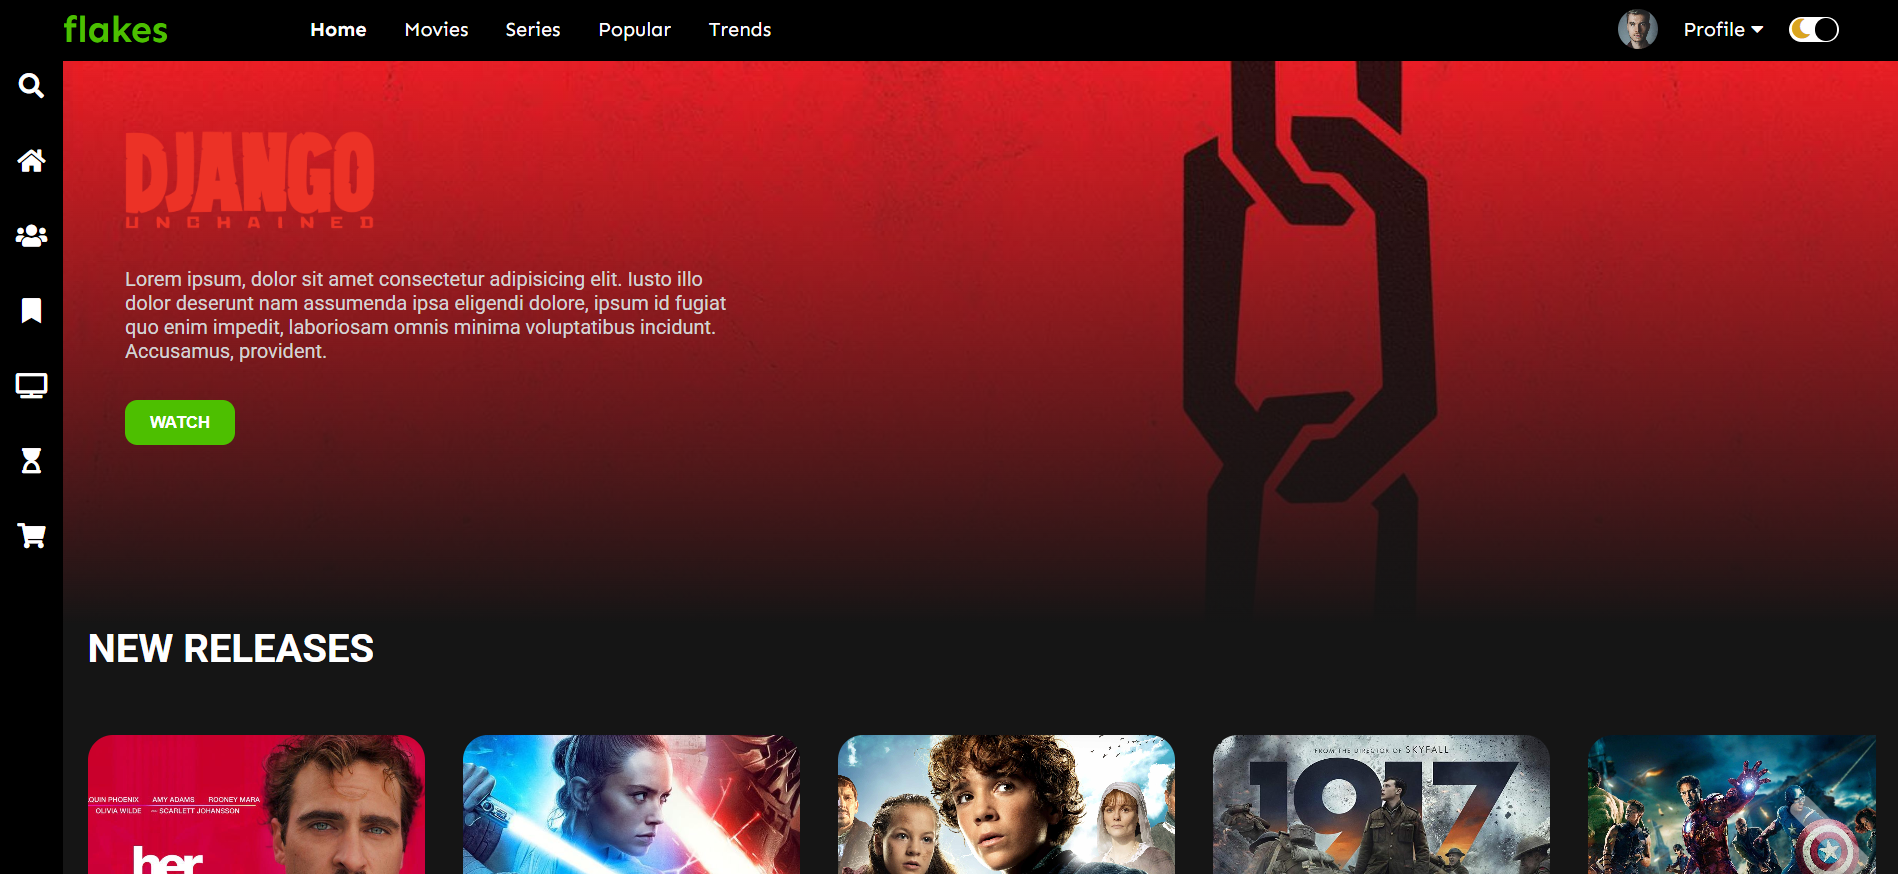 flakes
Home Movies Series Popular Trends
Profile
DJANGO
UNCHAINED
Lorem ipsum, dolor sit amet consectetur adipisicing elit. Iusto illo
dolor deserunt nam assumenda ipsa eligendi dolore, ipsum id fugiat
quo enim impedit, laboriosam omnis minima voluptatibus incidunt.
Accusamus, provident.
WATCH
NEW RELEASES
OUIN PHOENIX AMY ADAMS ROONEY MARA
OLIVIA WILDE AND SCARLETT JOHANSSON
her
FROM THE DIRECTOR OF SKYFALL
1917